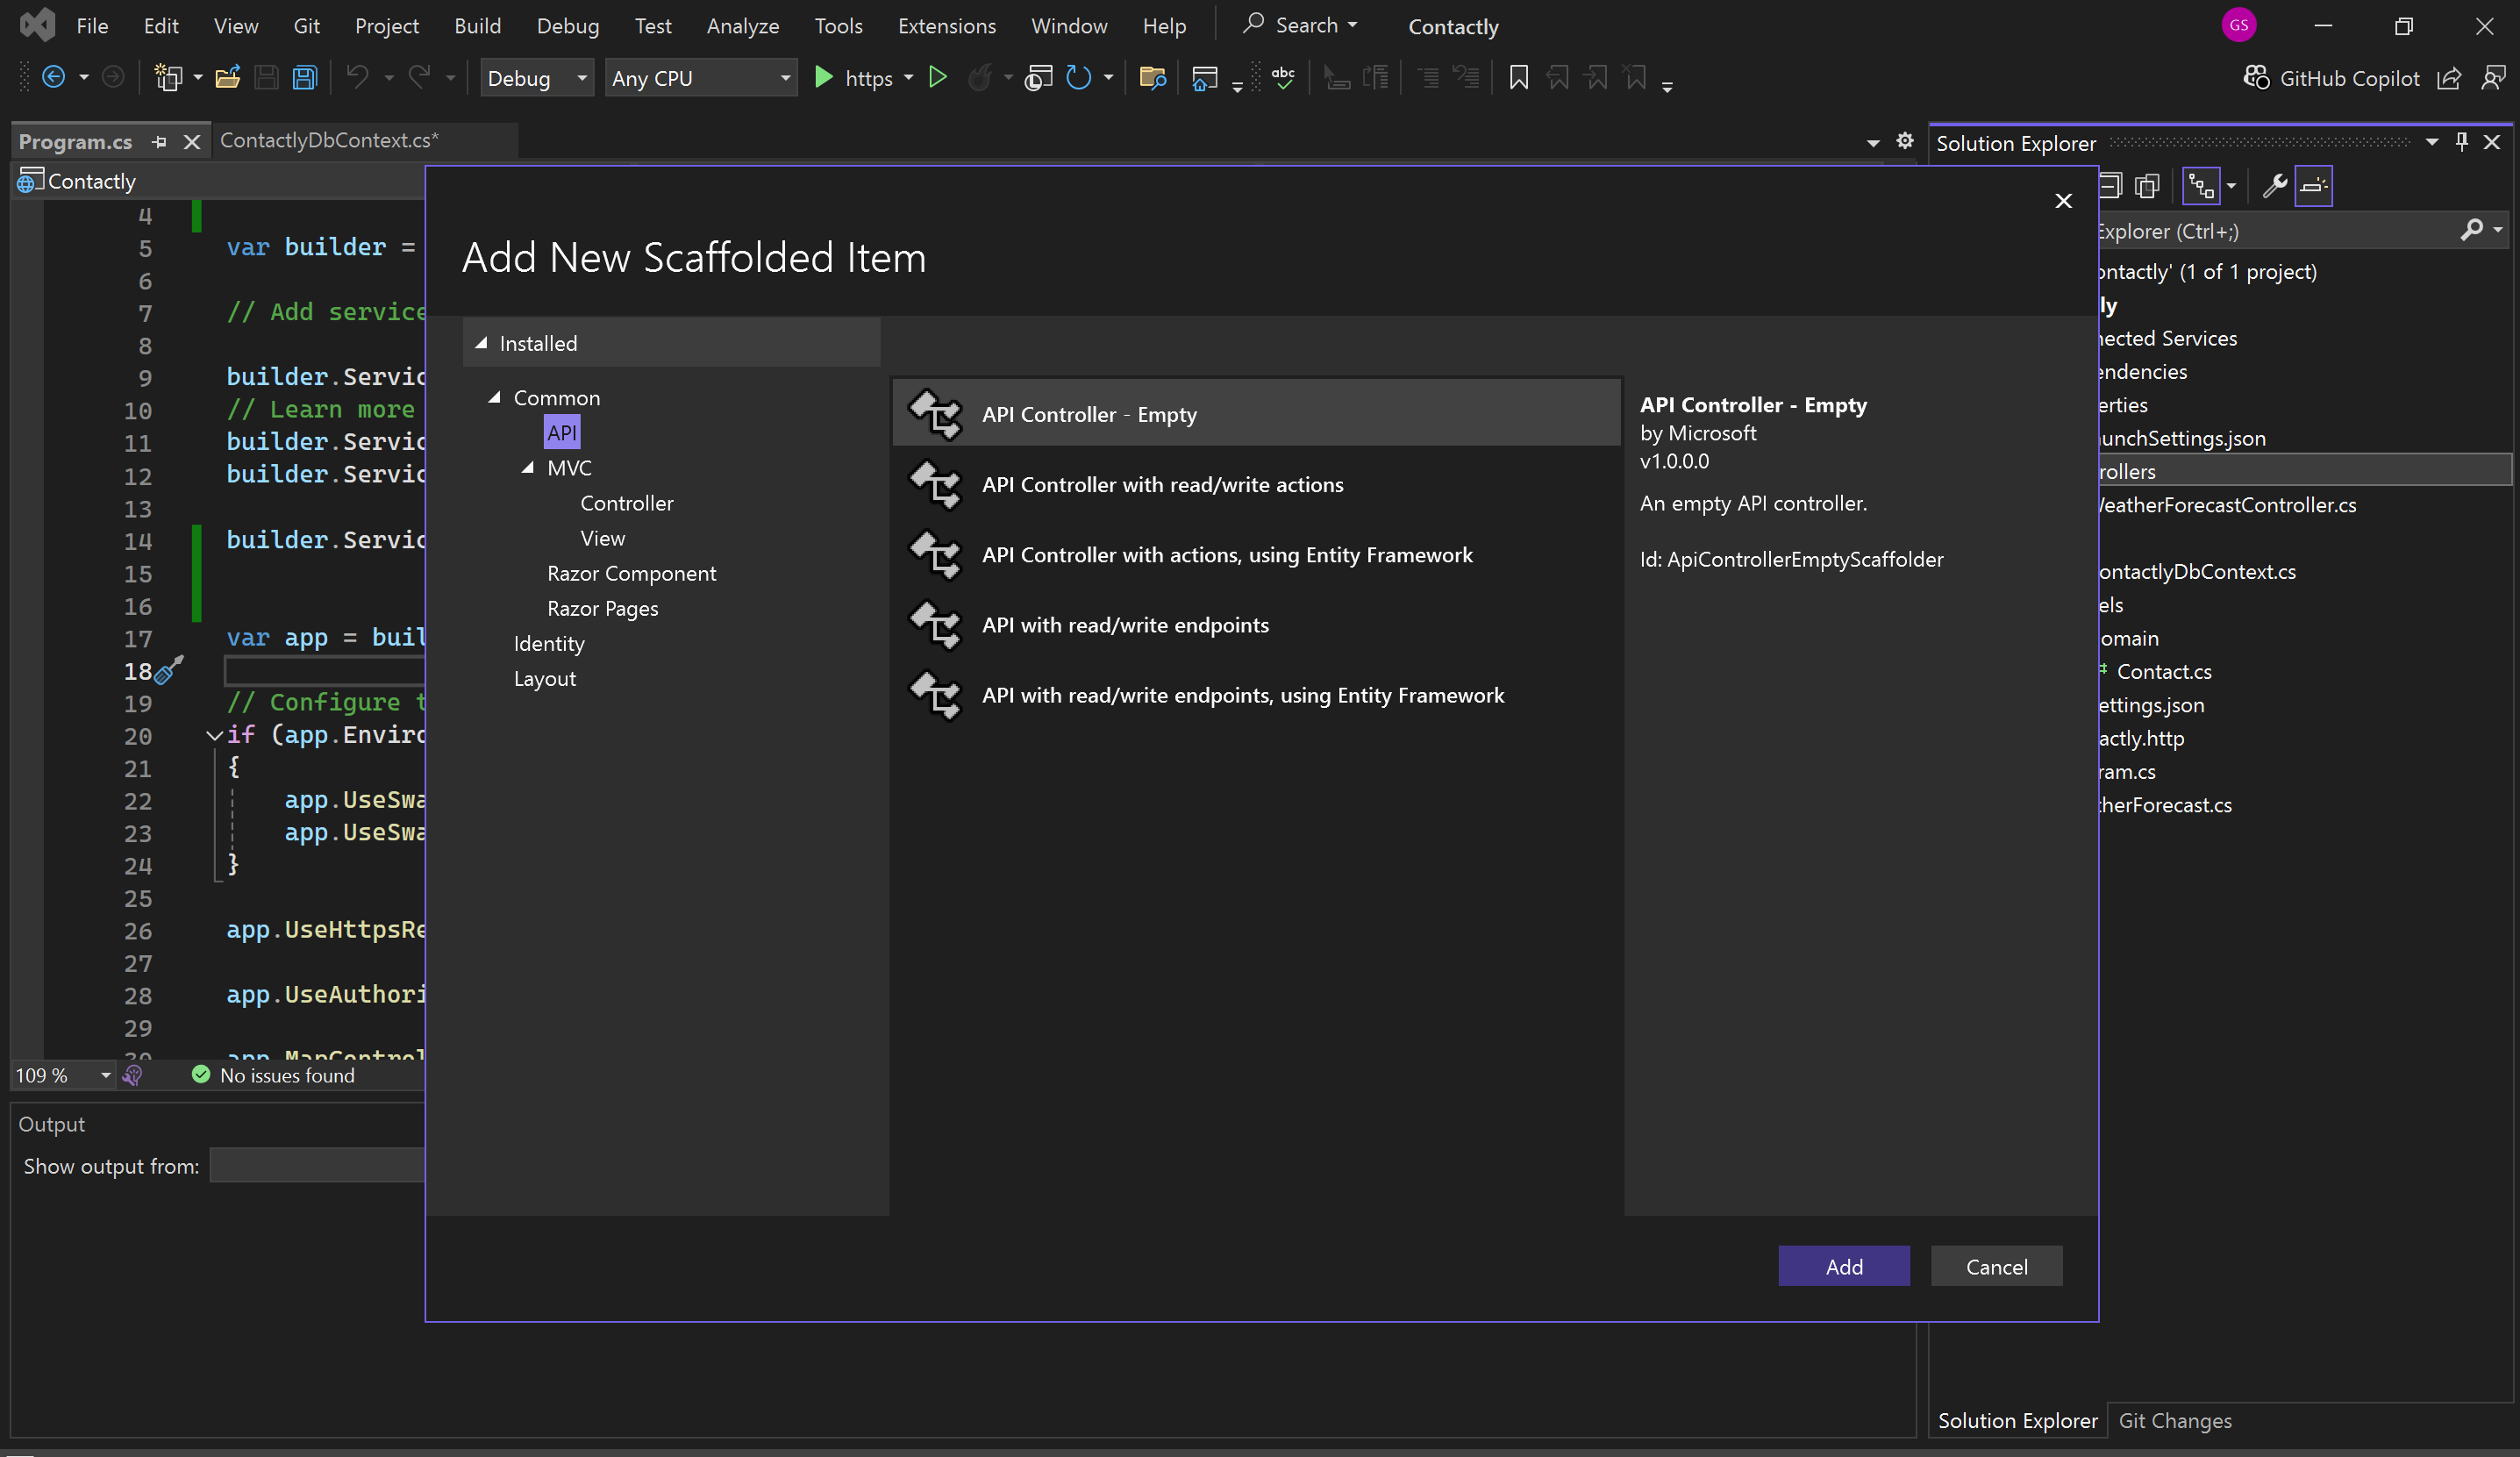 File Edit View Git Project Build Debug Test Analyze Tools Extensions Window Help Search Contactly GS
Debug Any CPU https abc GitHub Copilot
Program.cs ContactlyDbContext.cs*
Contactly
4
5 var builder =
6
7 // Add service
8
9 builder.Servic
10 // Learn more
11 builder.Servic
12 builder.Servic
13
14 builder.Servic
15
16
17 var app = buil
18
19 // Configure t
20 if (app.Enviro
21 {
22 app.UseSwa
23 app.UseSwa
24 }
25
26 app.UseHttpsRe
27
28 app.UseAuthori
29
30 app.MapControl
109 % No issues found
Output
Show output from:
Add New Scaffolded Item
Installed
Common
API
MVC
Controller
View
Razor Component
Razor Pages
Identity
Layout
API Controller - Empty
API Controller with read/write actions
API Controller with actions, using Entity Framework
API with read/write endpoints
API with read/write endpoints, using Entity Framework
API Controller - Empty
by Microsoft
v1.0.0.0
An empty API controller.
Id: ApiControllerEmptyScaffolder
Add Cancel
Solution Explorer
Explorer (Ctrl+;)
ontactly' (1 of 1 project)
ly
nected Services
endencies
erties
unchSettings.json
rollers
eatherForecastController.cs
ontactlyDbContext.cs
els
omain
Contact.cs
ettings.json
actly.http
ram.cs
therForecast.cs
Solution Explorer Git Changes